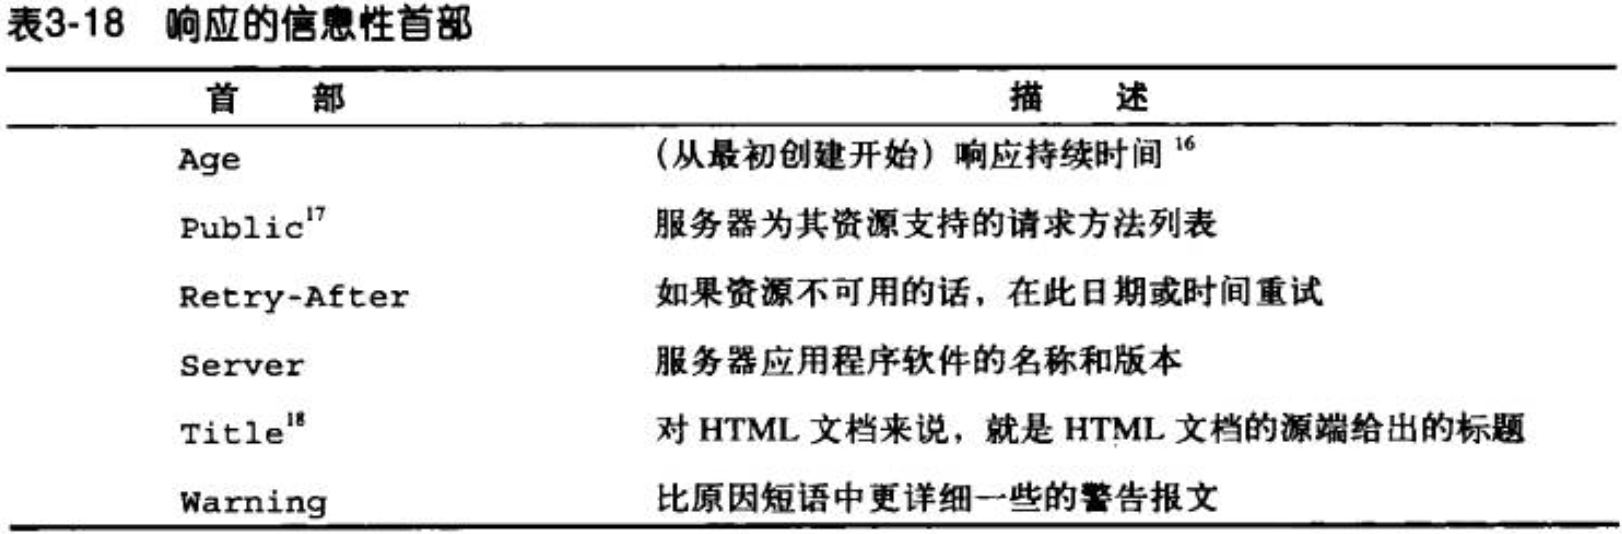 表3-18 响应的信息性首部
首 部 描 述
Age (从最初创建开始) 响应持续时间16
Public17 服务器为其资源支持的请求方法列表
Retry-After 如果资源不可用的话，在此日期或时间重试
Server 服务器应用程序软件的名称和版本
Title18 对 HTML 文档来说，就是 HTML 文档的源端给出的标题
Warning 比原因短语中更详细一些的警告报文